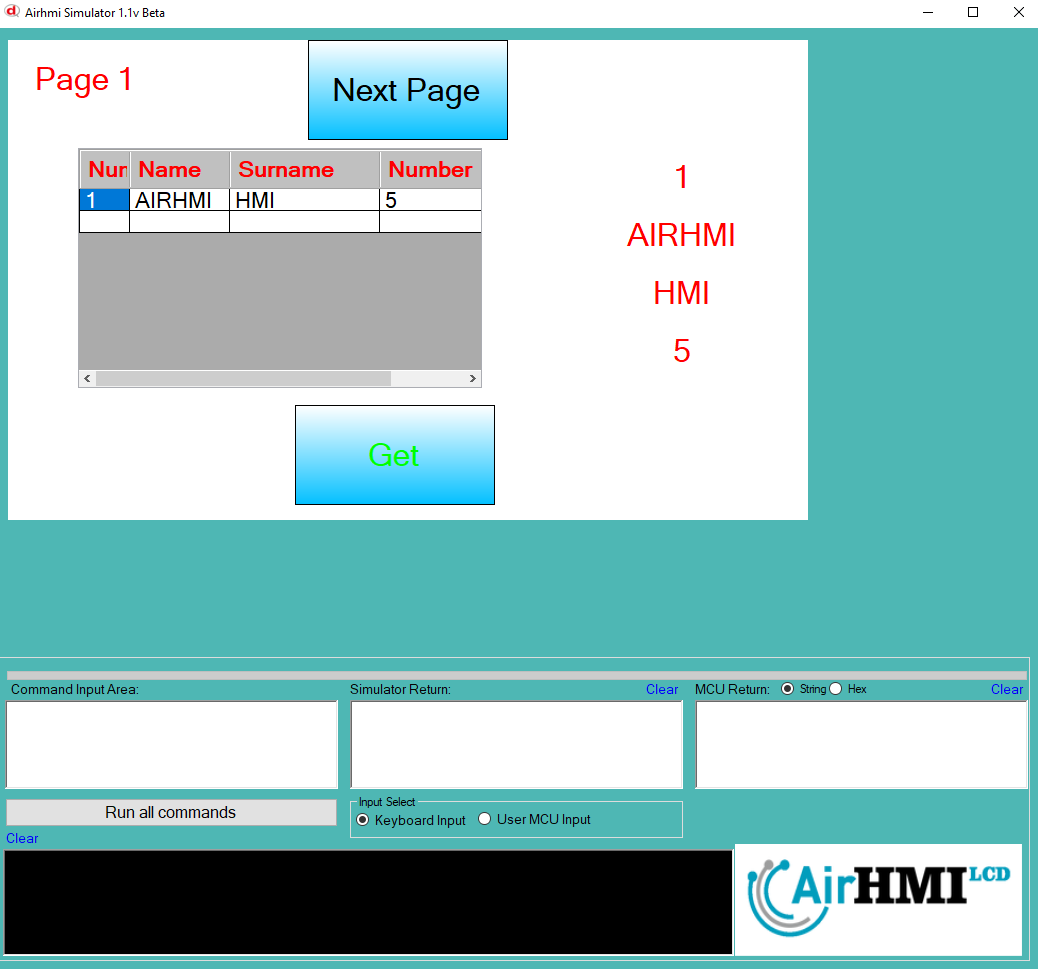 Airhmi Simulator 1.1v Beta
Page 1
Next Page
Nur Name Surname Number
1 AIRHMI HMI 5
1
AIRHMI
HMI
5
Get
Command Input Area:
Simulator Return: Clear
MCU Return: String Hex Clear
Run all commands
Input Select
Keyboard Input User MCU Input
Clear
AirHMI LCD